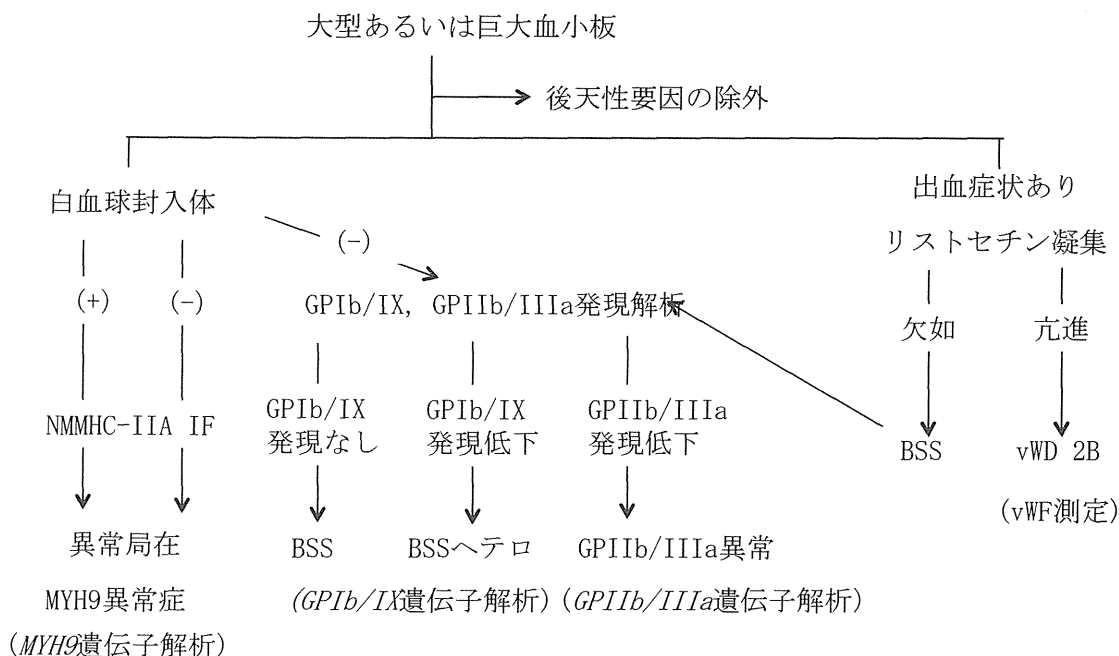 大型あるいは巨大血小板
後天性要因の除外
白血球封入体
(+)
(-)
NMMHC-IIA IF
異常局在
MYH9異常症
(MYH9遺伝子解析)
(-)
GPIb/IX, GPIIb/IIIa発現解析
GPIb/IX
発現なし
BSS
GPIb/IX
発現低下
BSSヘテロ
(GPIb/IX遺伝子解析)
GPIIb/IIIa
発現低下
GPIIb/IIIa異常
(GPIIb/IIIa遺伝子解析)
出血症状あり
リストセチン凝集
欠如
BSS
亢進
vWD 2B
(vWF測定)